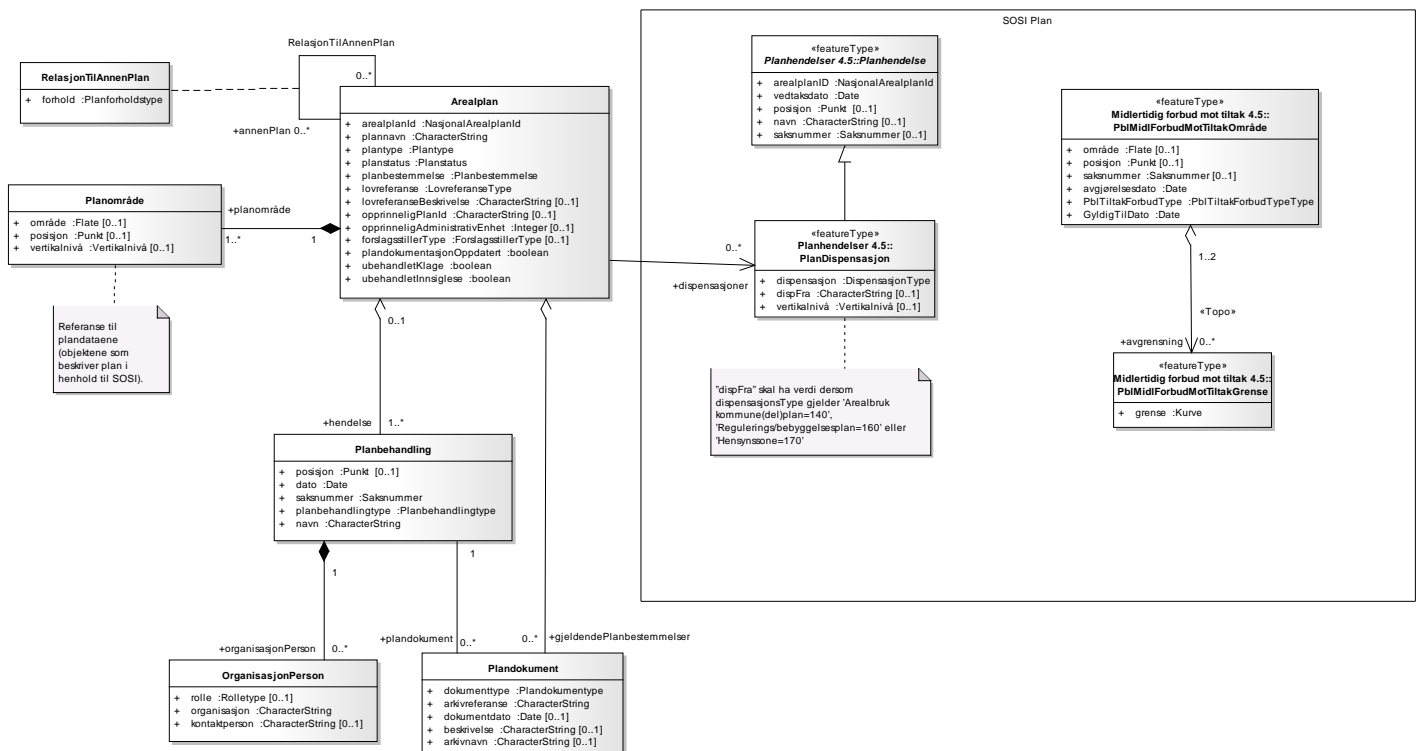 SOSI Plan
RelasjonTilAnnenPlan
0..*
+annenPlan 0..*
RelasjonTilAnnenPlan
+ forhold :Planforholdstype
Arealplan
+ arealplanId :NasjonalArealplanId
+ plannavn :CharacterString
+ plantype :Plantype
+ planstatus :Planstatus
+ planbestemmelse :Planbestemmelse
+ lovreferanse :LovreferanseType
+ lovreferanseBeskrivelse :CharacterString [0..1]
+ opprinneligPlanId :CharacterString [0..1]
+ opprinneligAdministrativEnhet :Integer [0..1]
+ forslagsstillerType :ForslagsstillerType [0..1]
+ plandokumentasjonOppdatert :boolean
+ ubehandletKlage :boolean
+ ubehandletInnsiglese :boolean
Planområde
+ område :Flate [0..1]
+ posisjon :Punkt [0..1]
+ vertikalnivå :Vertikalnivå [0..1]
+planområde
1..*
1
Referanse til
plandataene
(objektene som
beskriver plan i
henhold til SOSI).
0..1
+hendelse
1..*
Planbehandling
+ posisjon :Punkt [0..1]
+ dato :Date
+ saksnummer :Saksnummer
+ planbehandlingtype :Planbehandlingtype
+ navn :CharacterString
1
1
+organisasjonPerson
0..*
+plandokument
0..*
0..*
+gjeldendePlanbestemmelser
OrganisasjonPerson
+ rolle :Rolletype [0..1]
+ organisasjon :CharacterString
+ kontaktperson :CharacterString [0..1]
Plandokument
+ dokumenttype :Plandokumentype
+ arkivreferanse :CharacterString
+ dokumentdato :Date [0..1]
+ beskrivelse :CharacterString [0..1]
+ arkivnavn :CharacterString [0..1]
«featureType»
Planhendelser 4.5::Planhendelse
+ arealplanID :NasjonalArealplanId
+ vedtaksdato :Date
+ posisjon :Punkt [0..1]
+ navn :CharacterString [0..1]
+ saksnummer :Saksnummer [0..1]
0..*
+dispensasjoner
«featureType»
Planhendelser 4.5::
PlanDispensasjon
+ dispensasjon :DispensasjonType
+ dispFra :CharacterString [0..1]
+ vertikalnivå :Vertikalnivå [0..1]
"dispFra" skal ha verdi dersom
dispensasjonsType gjelder 'Arealbruk
kommune(del)plan=140',
'Regulerings/bebyggelsesplan=160' eller
'Hensynssone=170'
«featureType»
Midlertidig forbud mot tiltak 4.5::
PblMidlForbudMotTiltakOmråde
+ område :Flate [0..1]
+ posisjon :Punkt [0..1]
+ saksnummer :Saksnummer [0..1]
+ avgjørelsesdato :Date
+ PblTiltakForbudType :PblTiltakForbudTypeType
+ GyldigTilDato :Date
1..2
«Topo»
+avgrensning
0..*
«featureType»
Midlertidig forbud mot tiltak 4.5::
PblMidlForbudMotTiltakGrense
+ grense :Kurve